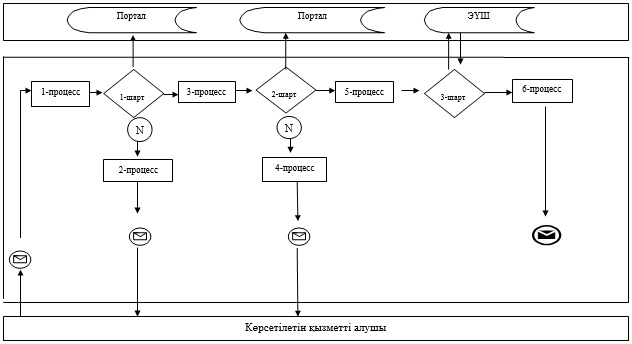 Портал
Портал
ЭҮШ
1-процесс
1-шарт
3-процесс
2-шарт
5-процесс
3-шарт
6-процесс
N
N
2-процесс
4-процесс
Көрсетілетін қызметті алушы